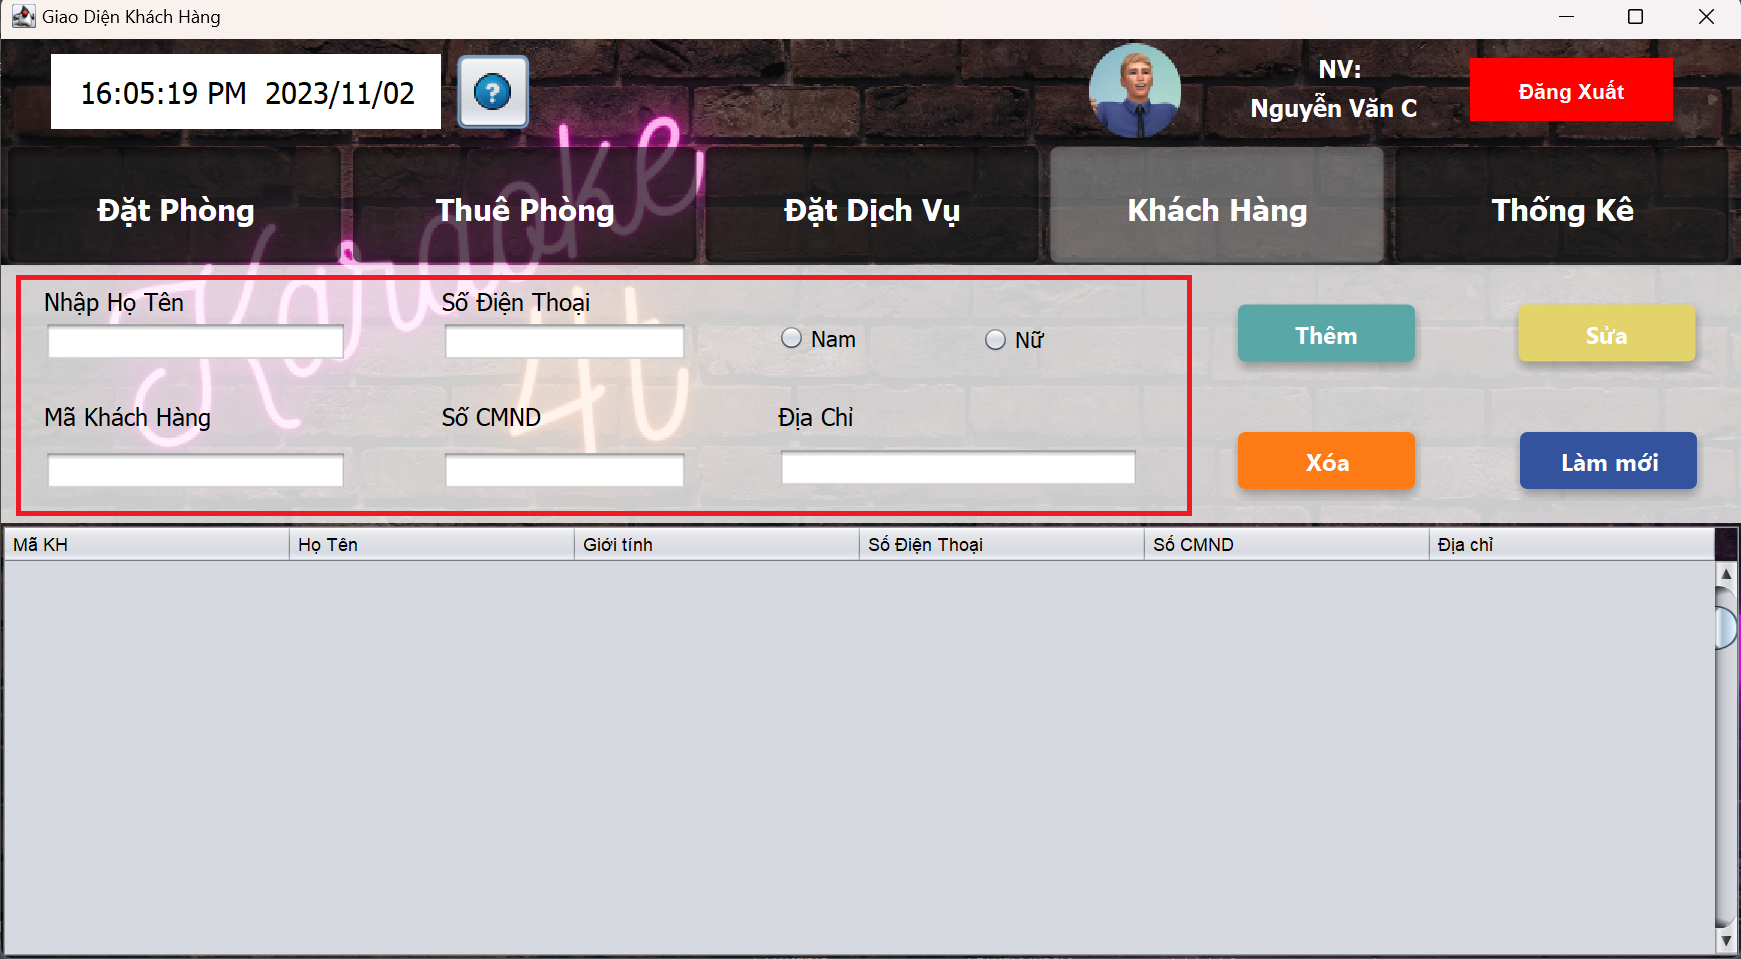 Giao Diện Khách Hàng
16:05:19 PM 2023/11/02
?
NV:
Nguyễn Văn C
Đăng Xuất
Đặt Phòng
Thuê Phòng
Đặt Dịch Vụ
Khách Hàng
Thống Kê
Karaoke
4U
Nhập Họ Tên
Số Điện Thoại
Nam
Nữ
Thêm
Sửa
Mã Khách Hàng
Số CMND
Địa Chỉ
Xóa
Làm mới
Mã KH
Họ Tên
Giới tính
Số Điện Thoại
Số CMND
Địa chỉ